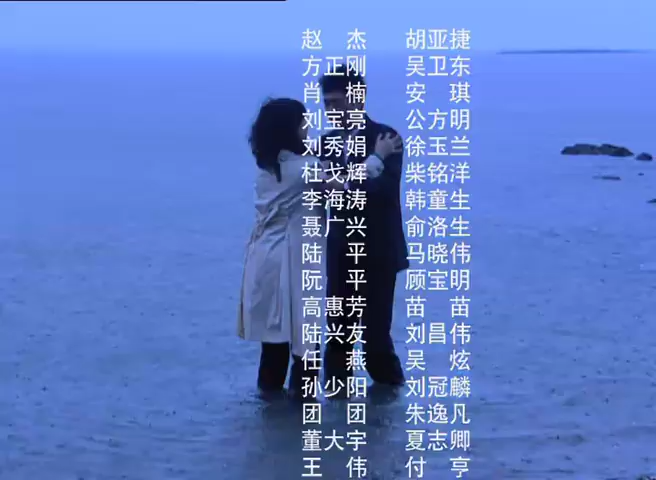 赵 杰 胡亚捷
方正刚 吴卫东
肖 楠 安 琪
刘宝亮 公方明
刘秀娟 徐玉兰
杜戈辉 柴铭洋
李海涛 韩童生
聂广兴 俞洛生
陆 平 马晓伟
阮 平 顾宝明
高惠芳 苗 苗
陆兴友 刘昌伟
任 燕 吴 炫
孙少阳 刘冠麟
团 团 朱逸凡
董大宇 夏志卿
王 伟 付 亨